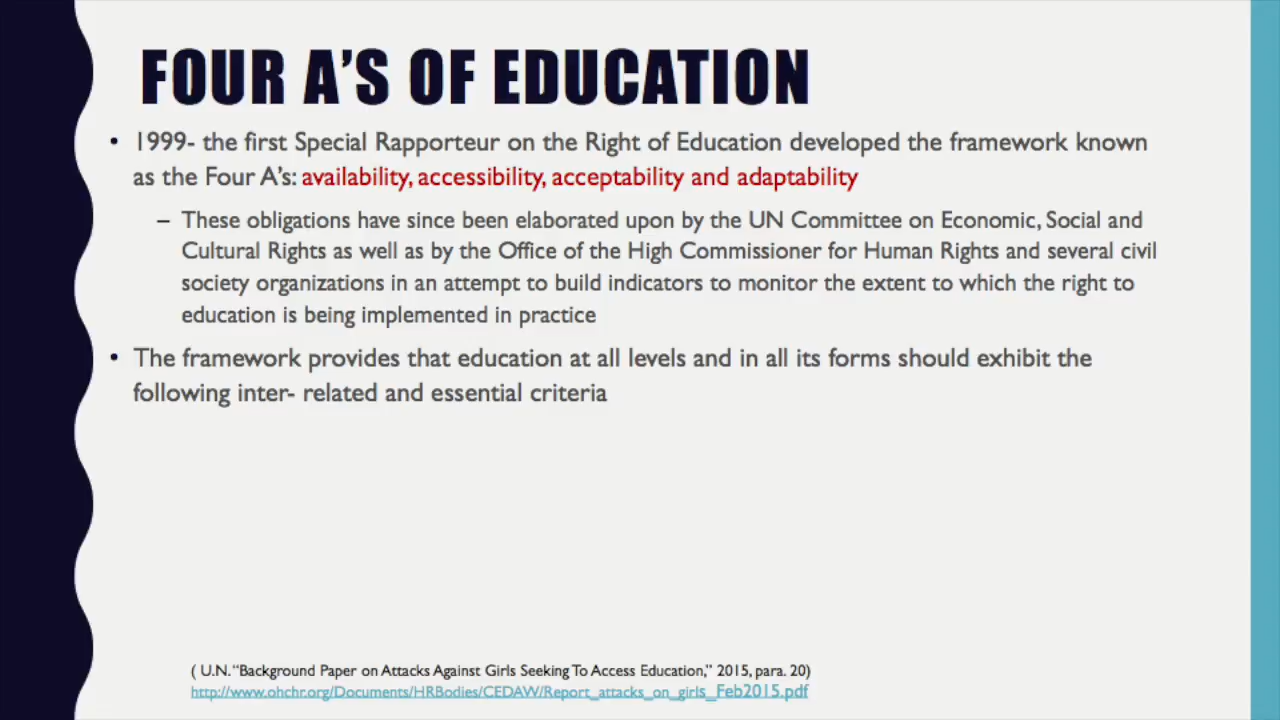 FOUR A'S OF EDUCATION
• 1999- the first Special Rapporteur on the Right of Education developed the framework known
as the Four A's: availability, accessibility, acceptability and adaptability
– These obligations have since been elaborated upon by the UN Committee on Economic, Social and
Cultural Rights as well as by the Office of the High Commissioner for Human Rights and several civil
society organizations in an attempt to build indicators to monitor the extent to which the right to
education is being implemented in practice
• The framework provides that education at all levels and in all its forms should exhibit the
following inter- related and essential criteria
( U.N. “Background Paper on Attacks Against Girls Seeking To Access Education,” 2015, para. 20)
http://www.ohchr.org/Documents/HRBodies/CEDAW/Report_attacks_on_girls_Feb2015.pdf